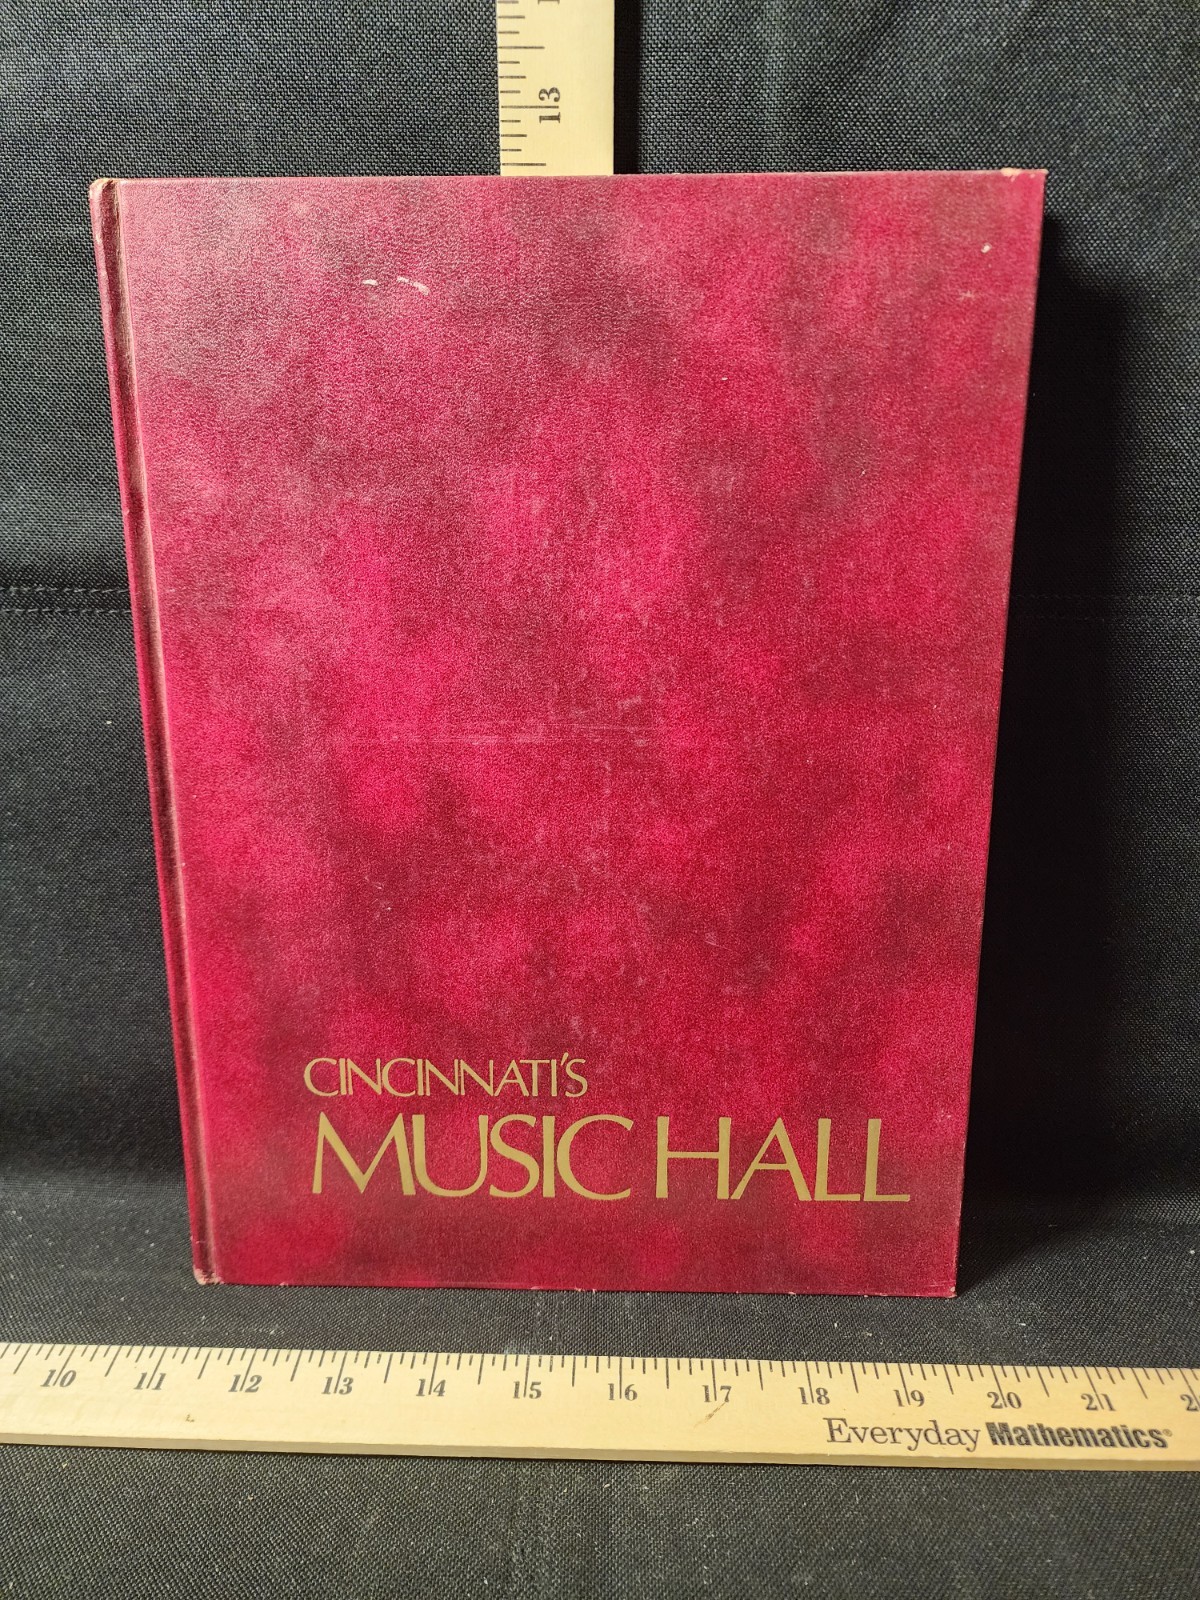 13
CINCINNATI'S
MUSIC HALL
10 11 12 13 14 15 16 17 18 19 20 21
Everyday Mathematics®